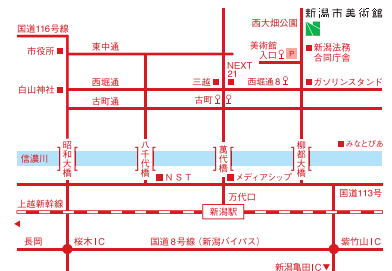 新潟市美術館
国道116号線
西大畑公園
市役所
東中通
美術館
入口
P
新潟法務
合同庁舎
NEXT
21
白山神社
西堀通
三越
西堀通8
ガソリンスタンド
古町通
古町
昭和大橋
八千代橋
萬代橋
柳都大橋
みなとぴあ
信濃川
NST
メディアシップ
国道113号
万代口
上越新幹線
新潟駅
長岡
桜木IC
国道8号線(新潟バイパス)
紫竹山IC
新潟亀田IC▼